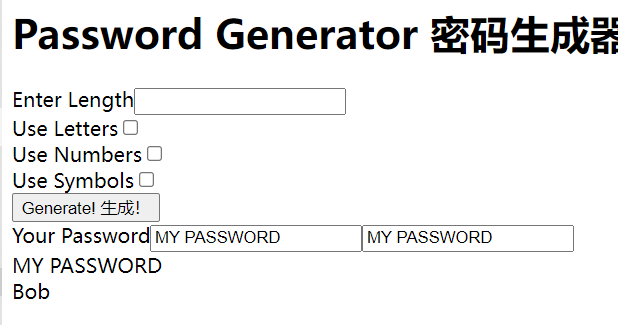 Password Generator 密码生成器
Enter Length
Use Letters
Use Numbers
Use Symbols
Generate! 生成！
Your Password MY PASSWORD MY PASSWORD
MY PASSWORD
Bob